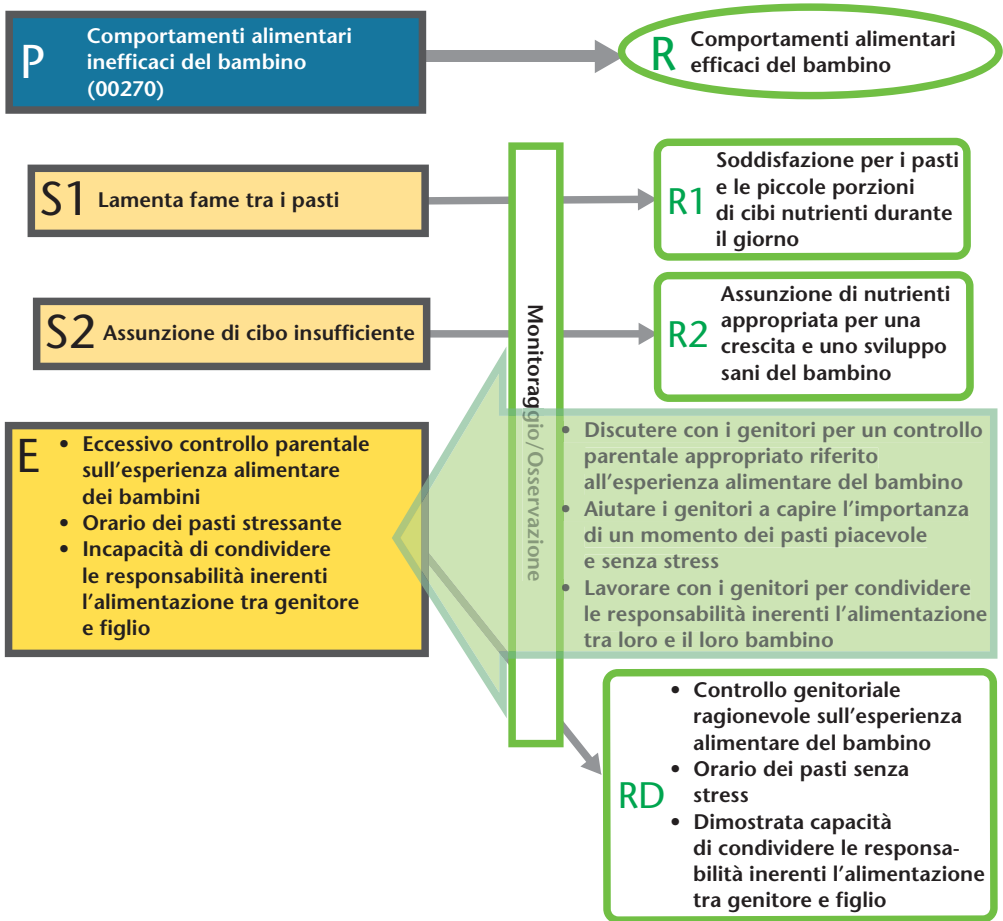 P
Comportamenti alimentari
inefficaci del bambino
(00270)
R
Comportamenti alimentari
efficaci del bambino
S1
Lamenta fame tra i pasti
R1
Soddisfazione per i pasti
e le piccole porzioni
di cibi nutrienti durante
il giorno
S2
Assunzione di cibo insufficiente
R2
Assunzione di nutrienti
appropriata per una
crescita e uno sviluppo
sani del bambino
Monitoraggio/Osservazione
E
• Eccessivo controllo parentale
sull'esperienza alimentare
dei bambini
• Orario dei pasti stressante
• Incapacità di condividere
le responsabilità inerenti
l'alimentazione tra genitore
e figlio
• Discutere con i genitori per un controllo
parentale appropriato riferito
all'esperienza alimentare del bambino
• Aiutare i genitori a capire l'importanza
di un momento dei pasti piacevole
e senza stress
• Lavorare con i genitori per condividere
le responsabilità inerenti l'alimentazione
tra loro e il loro bambino
RD
• Controllo genitoriale
ragionevole sull'esperienza
alimentare del bambino
• Orario dei pasti senza
stress
• Dimostrata capacità
di condividere le responsa-
bilità inerenti l'alimentazione
tra genitore e figlio